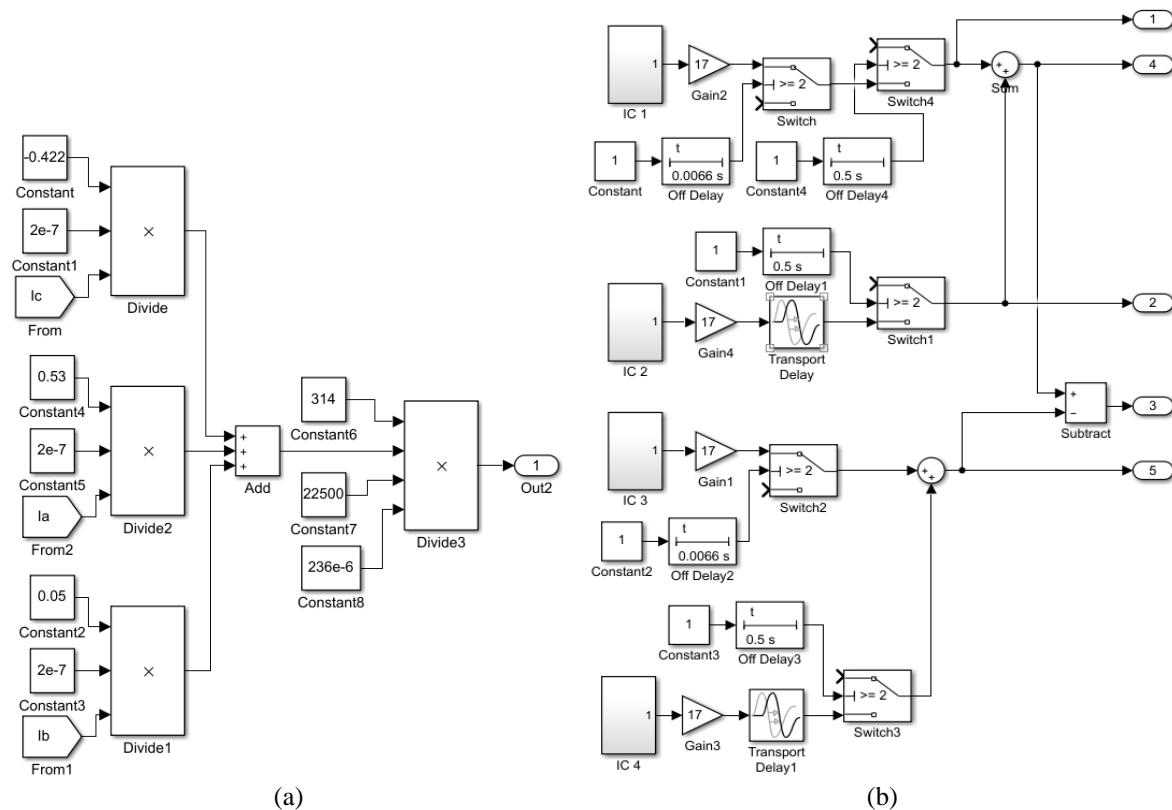 -0.422
Constant
2e-7
Constant1
Ic
From
×
Divide
0.53
Constant4
2e-7
Constant5
Ia
From2
×
Divide2
0.05
Constant2
2e-7
Constant3
Ib
From1
×
Divide1
+
+
+
Add
314
Constant6
22500
Constant7
236e-6
Constant8
×
Divide3
1
Out2
(a)
1
IC 1
17
Gain2
>= 2
Switch
>= 2
Switch4
+
+
Sum
1
4
1
Constant
t
0.0066 s
Off Delay
1
Constant4
t
0.5 s
Off Delay4
1
Constant1
t
0.5 s
Off Delay1
1
IC 2
17
Gain4
Transport
Delay
>= 2
Switch1
2
+
−
Subtract
3
1
IC 3
17
Gain1
>= 2
Switch2
+
+
5
1
Constant2
t
0.0066 s
Off Delay2
1
Constant3
t
0.5 s
Off Delay3
1
IC 4
17
Gain3
Transport
Delay1
>= 2
Switch3
(b)